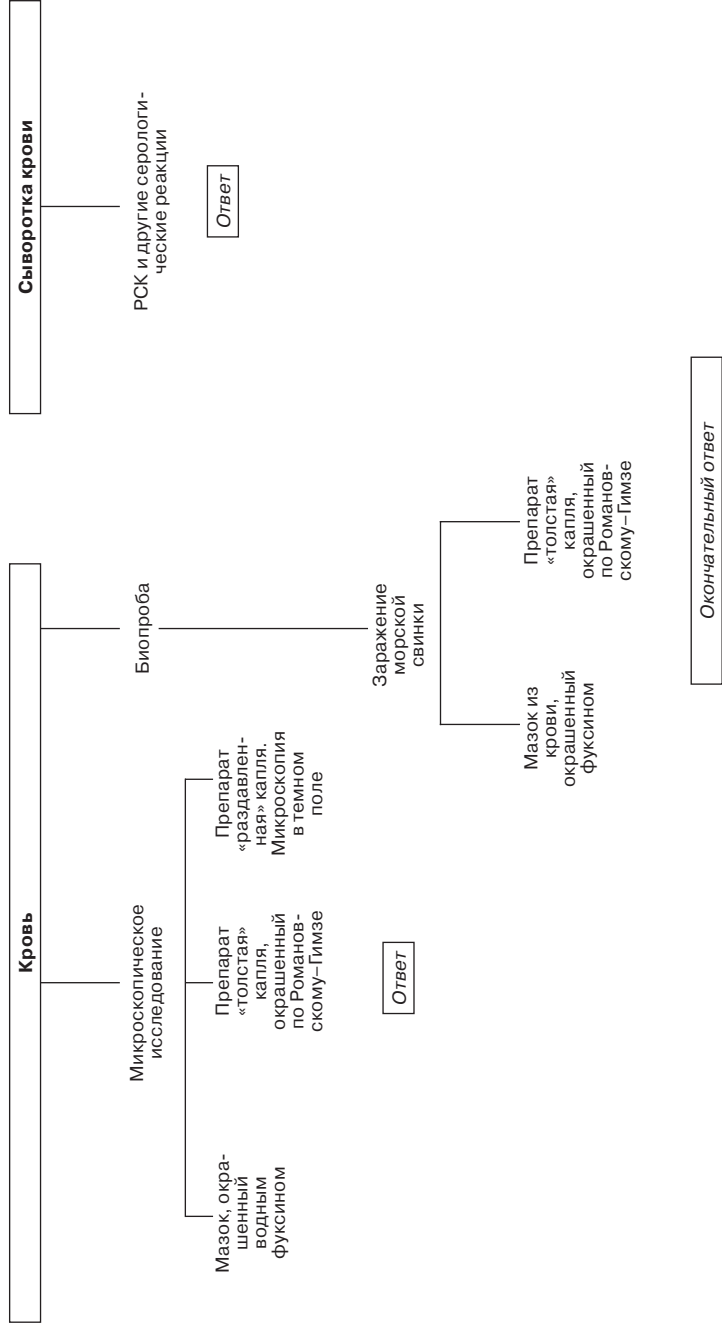 Кровь
Сыворотка крови
Микроскопическое
исследование
Биопроба
РСК и другие серологи-
ческие реакции
Мазок, окра-
шенный
водным
фуксином
Препарат
«толстая»
капля,
окрашенный
по Романов-
скому–Гимзе
Препарат
«раздавлен-
ная» капля.
Микроскопия
в темном
поле
Ответ
Заражение
морской
свинки
Ответ
Мазок из
крови,
окрашенный
фуксином
Препарат
«толстая»
капля,
окрашенный
по Романов-
скому–Гимзе
Окончательный ответ